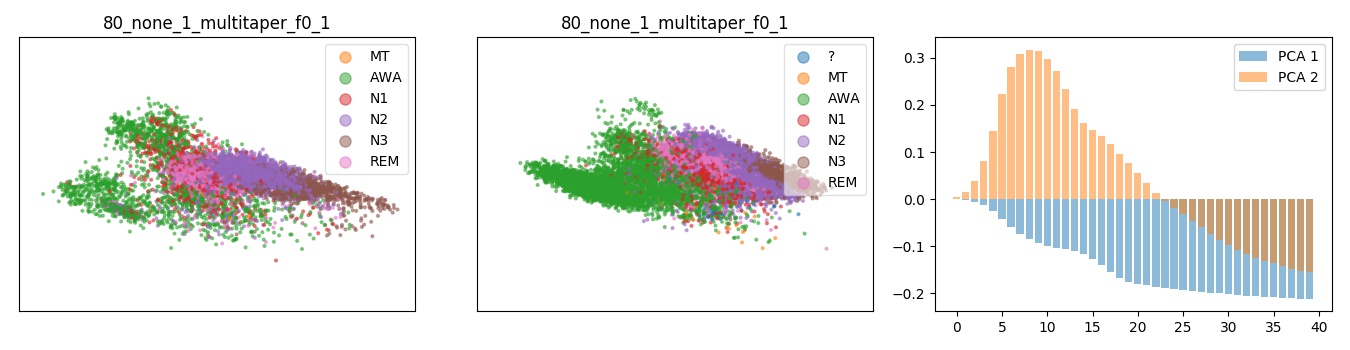 80_none_1_multitaper_f0_1
MT
AWA
N1
N2
N3
REM
80_none_1_multitaper_f0_1
?
MT
AWA
N1
N2
N3
REM
PCA 1
PCA 2
0.3
0.2
0.1
0.0
−0.1
−0.2
0 5 10 15 20 25 30 35 40